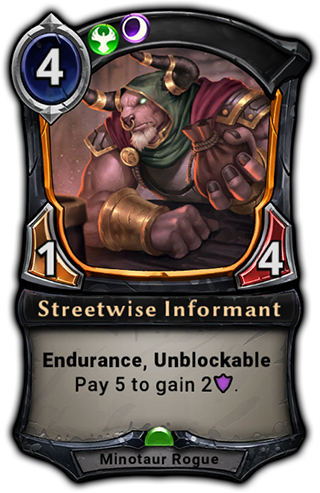 4
1
4
Streetwise Informant
Endurance, Unblockable
Pay 5 to gain 2.
Minotaur Rogue